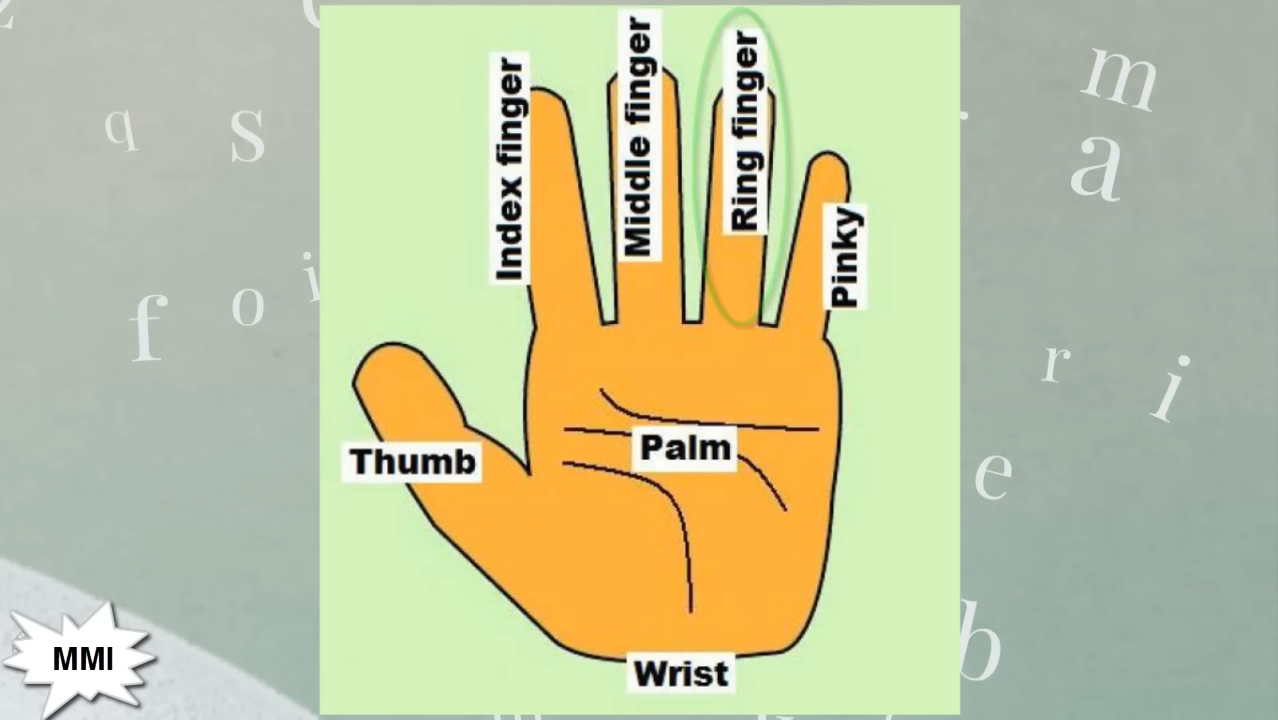 Index finger
Middle finger
Ring finger
Pinky
Thumb
Palm
Wrist
MMI
q
s
f
o
i
m
a
r
i
e
b